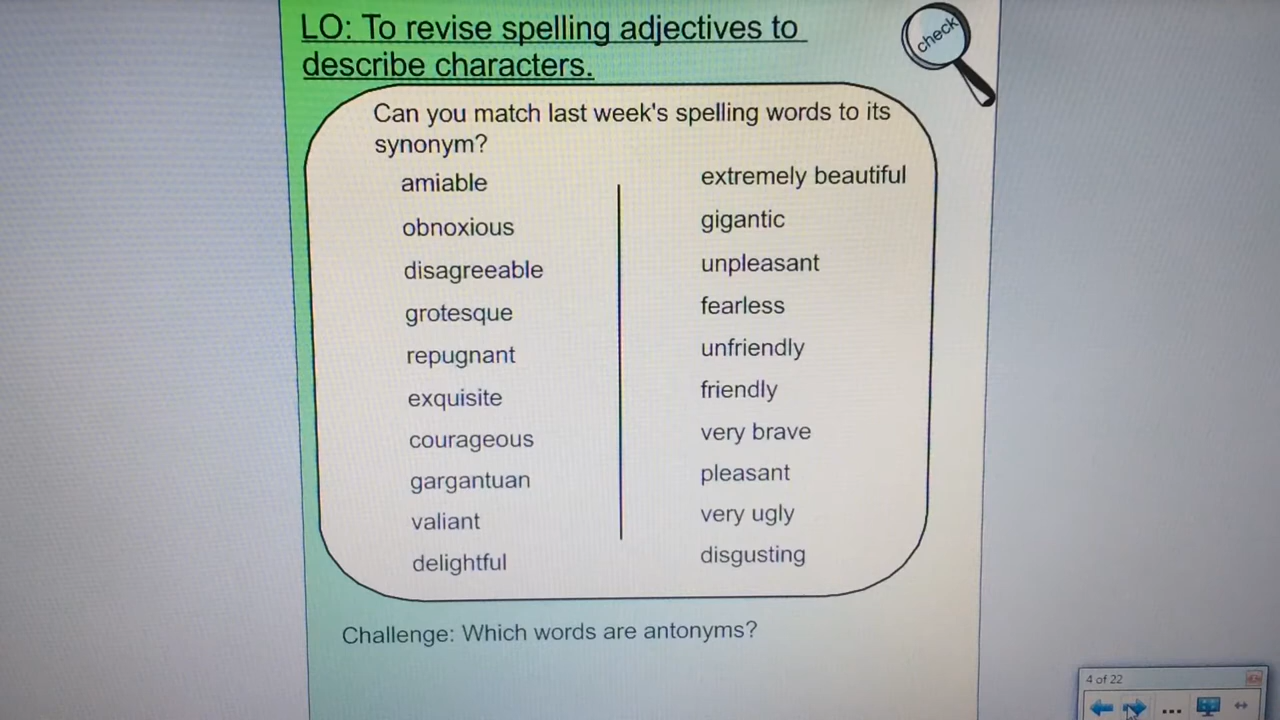 LO: To revise spelling adjectives to
describe characters.
check
Can you match last week's spelling words to its
synonym?
amiable
obnoxious
disagreeable
grotesque
repugnant
exquisite
courageous
gargantuan
valiant
delightful
extremely beautiful
gigantic
unpleasant
fearless
unfriendly
friendly
very brave
pleasant
very ugly
disgusting
Challenge: Which words are antonyms?
4 of 22